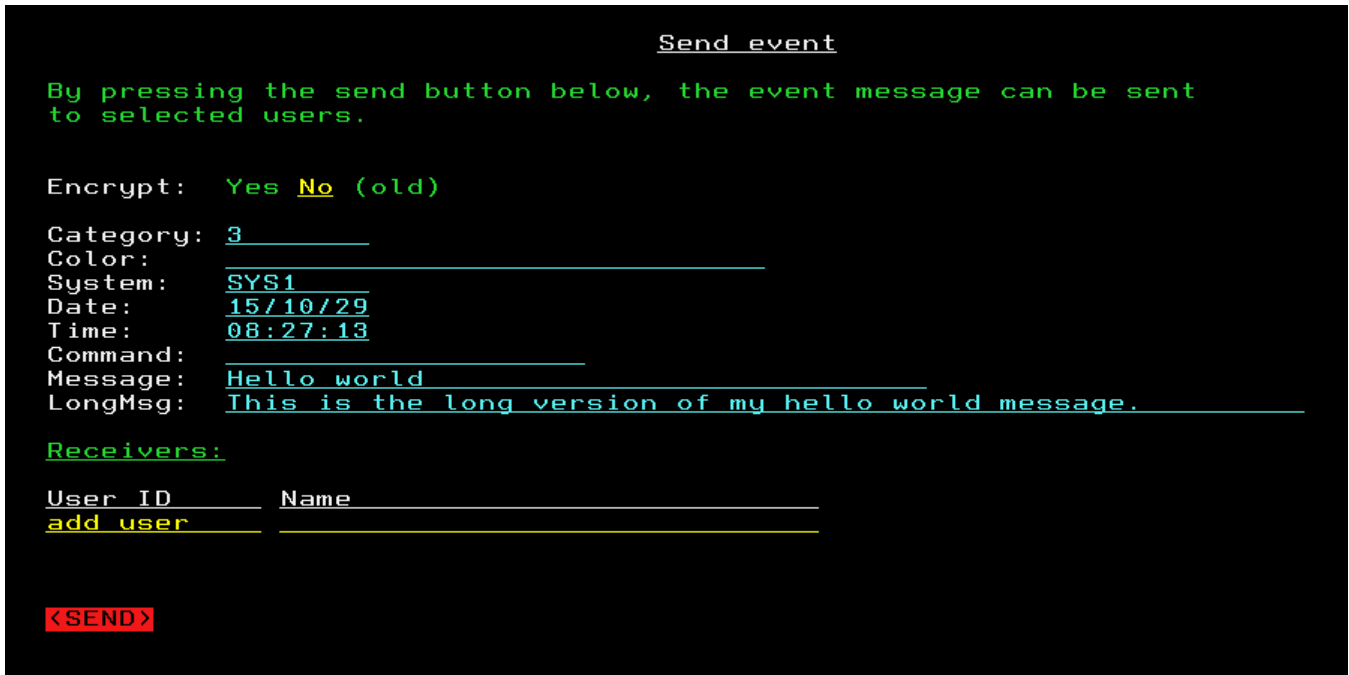 Send event
By pressing the send button below, the event message can be sent
to selected users.
Encrypt: Yes No (old)
Category: 3
Color:
System: SYS1
Date: 15/10/29
Time: 08:27:13
Command:
Message: Hello world
LongMsg: This is the long version of my hello world message.
Receivers:
User ID Name
add user
<SEND>